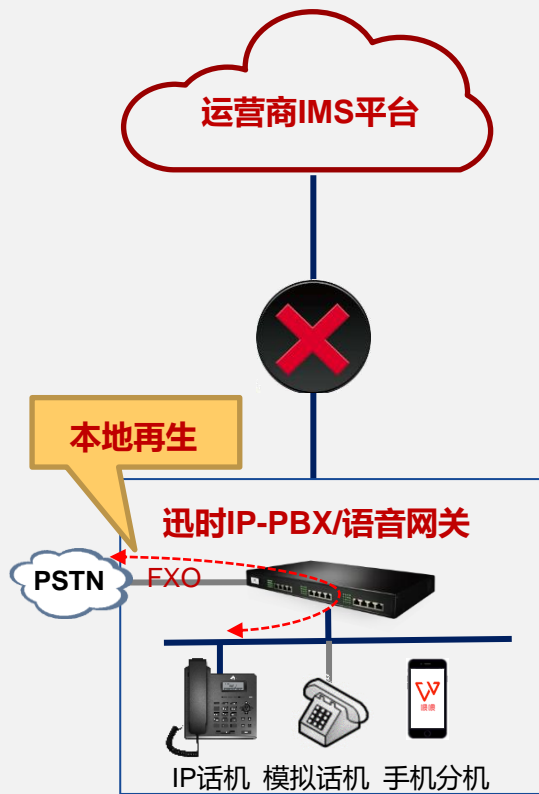 运营商IMS平台
本地再生
迅时IP-PBX/语音网关
PSTN
FXO
IP话机 模拟话机 手机分机